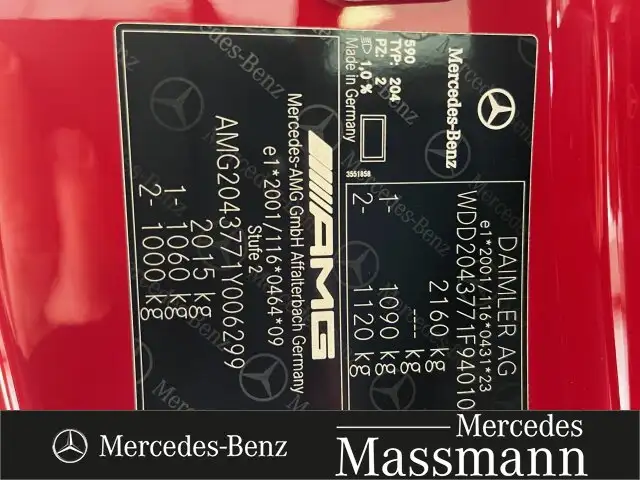 Mercedes-Benz
590
TYP: 204
PZ: 2
1,0 %
Made in Germany
3551858
DAIMLER AG
e1*2001/116*0431*23
WDD2043771F94010
2160 kg
---- kg
1- 1090 kg
2- 1120 kg
AMG
Mercedes-AMG GmbH Affalterbach Germany
e1*2001/116*0464*09
Stufe 2
AMG2043771Y006299
2015 kg
1- 1060 kg
2- 1000 kg
Mercedes-Benz
Mercedes
Massmann